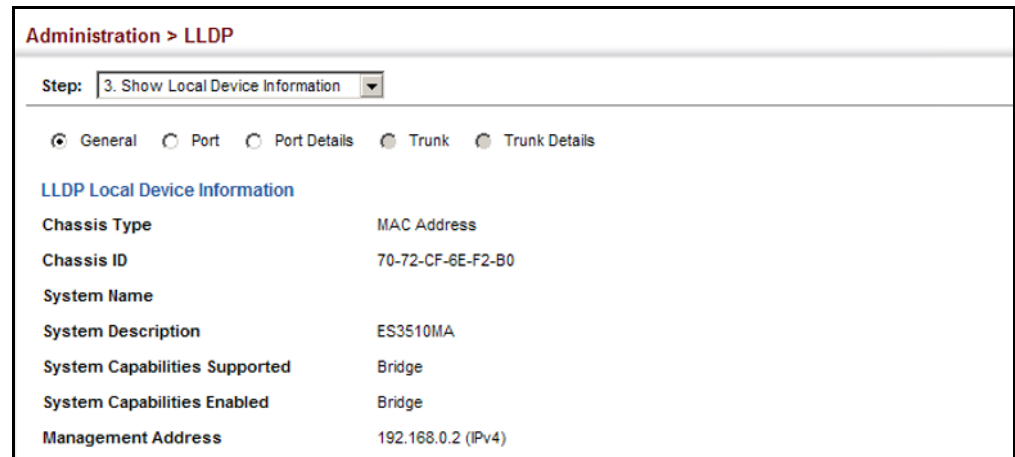 Administration > LLDP
Step: 3. Show Local Device Information
General Port Port Details Trunk Trunk Details
LLDP Local Device Information
Chassis Type MAC Address
Chassis ID 70-72-CF-6E-F2-B0
System Name
System Description ES3510MA
System Capabilities Supported Bridge
System Capabilities Enabled Bridge
Management Address 192.168.0.2 (IPv4)